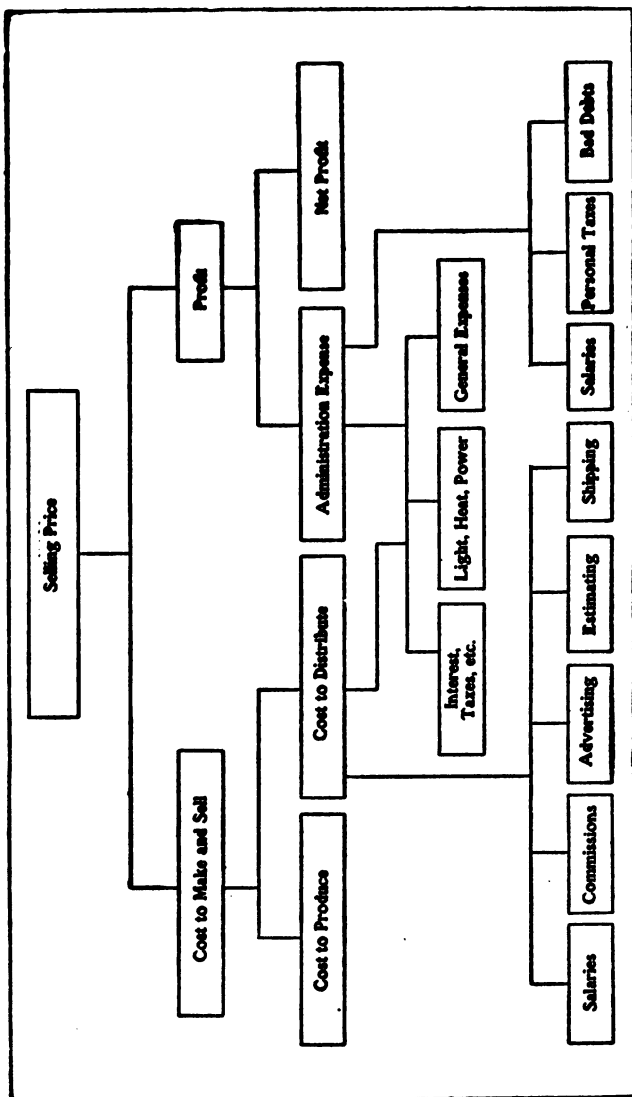 Selling Price
Cost to Make and Sell
Profit
Cost to Produce
Cost to Distribute
Administration Expense
Net Profit
Interest,
Taxes, etc.
Light, Heat, Power
General Expenses
Salaries
Commissions
Advertising
Estimating
Shipping
Salaries
Personal Taxes
Bad Debts